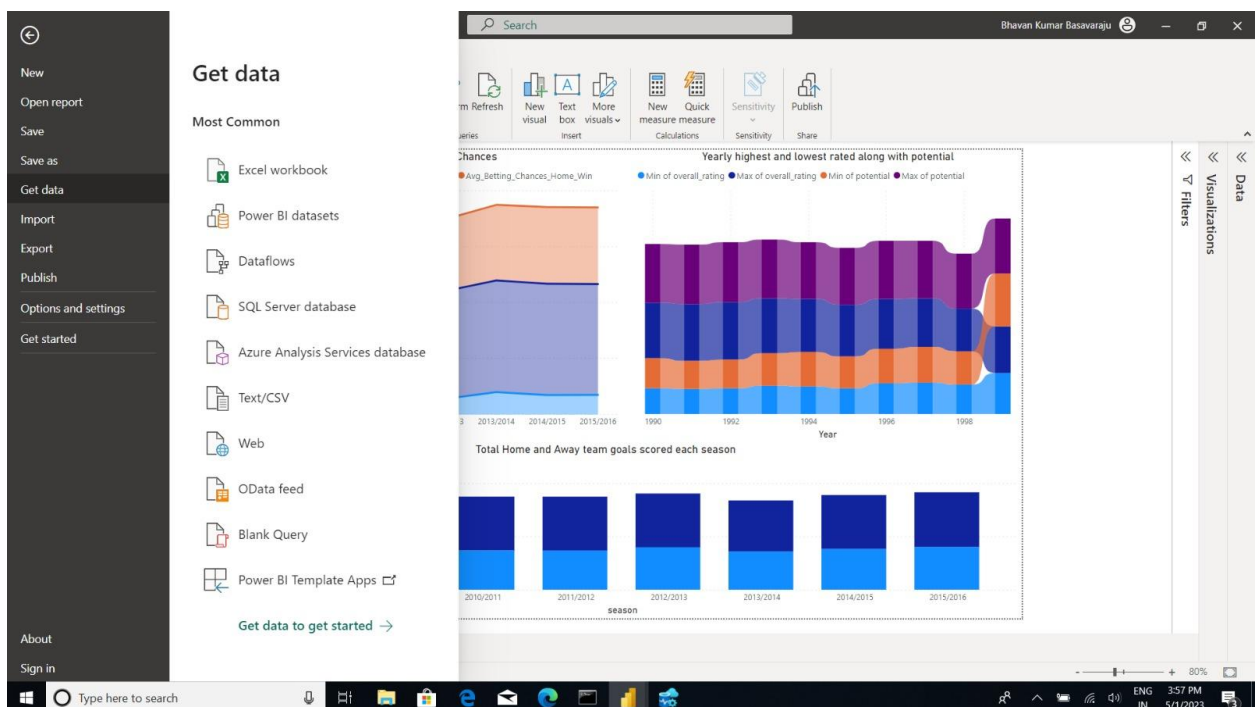 Search
Bhavan Kumar Basavaraju
New
Open report
Save
Save as
Get data
Import
Export
Publish
Options and settings
Get started
About
Sign in
Get data
Most Common
Excel workbook
Power BI datasets
Dataflows
SQL Server database
Azure Analysis Services database
Text/CSV
Web
OData feed
Blank Query
Power BI Template Apps
Get data to get started
Refresh
New visual
Text box
More visuals
Insert
New measure
Quick measure
Calculations
Sensitivity
Sensitivity
Publish
Share
Chances
Avg_Betting_Chances_Home_Win
2013/2014 2014/2015 2015/2016
Yearly highest and lowest rated along with potential
Min of overall_rating Max of overall_rating Min of potential Max of potential
1990 1992 1994 1996 1998
Year
Total Home and Away team goals scored each season
2010/2011 2011/2012 2012/2013 2013/2014 2014/2015 2015/2016
season
Filters
Visualizations
Data
- + 80%
Type here to search
ENG
IN
3:57 PM
5/1/2023
3